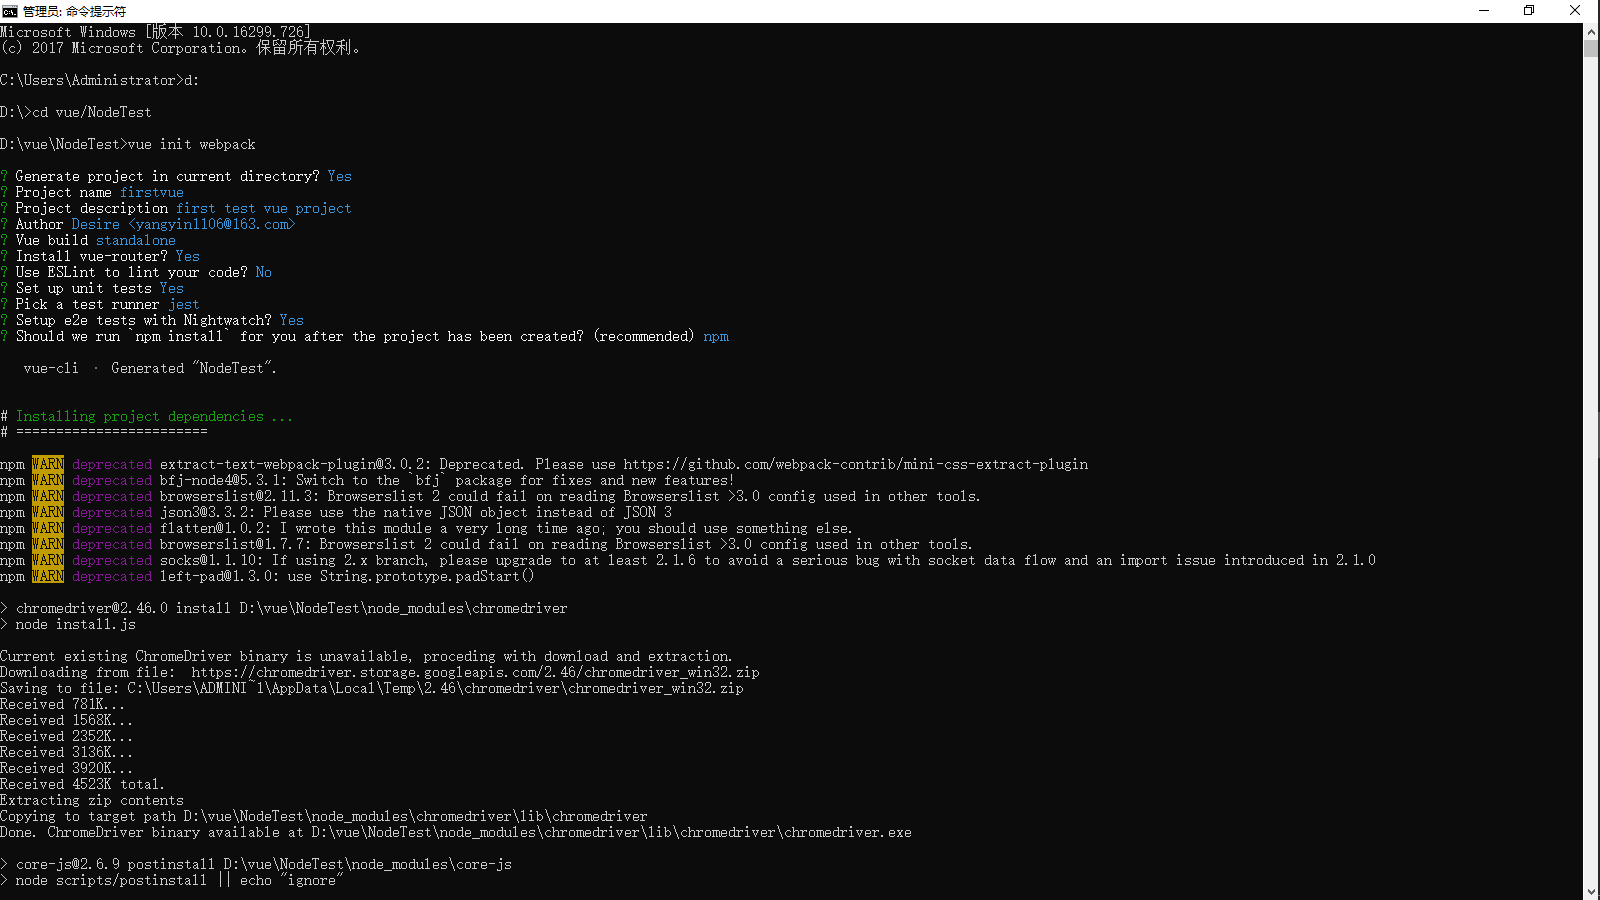 管理员: 命令提示符
Microsoft Windows [版本 10.0.16299.726]
(c) 2017 Microsoft Corporation。保留所有权利。
C:\Users\Administrator>d:
D:\>cd vue/NodeTest
D:\vue\NodeTest>vue init webpack
? Generate project in current directory? Yes
? Project name firstvue
? Project description first test vue project
? Author Desire <yangyin1106@163.com>
? Vue build standalone
? Install vue-router? Yes
? Use ESLint to lint your code? No
? Set up unit tests Yes
? Pick a test runner jest
? Setup e2e tests with Nightwatch? Yes
? Should we run `npm install` for you after the project has been created? (recommended) npm
vue-cli · Generated "NodeTest".
# Installing project dependencies ...
# ========================
npm WARN deprecated extract-text-webpack-plugin@3.0.2: Deprecated. Please use https://github.com/webpack-contrib/mini-css-extract-plugin
npm WARN deprecated bfj-node4@5.3.1: Switch to the `bfj` package for fixes and new features!
npm WARN deprecated browserslist@2.11.3: Browserslist 2 could fail on reading Browserslist >3.0 config used in other tools.
npm WARN deprecated json3@3.3.2: Please use the native JSON object instead of JSON 3
npm WARN deprecated flatten@1.0.2: I wrote this module a very long time ago; you should use something else.
npm WARN deprecated browserslist@1.7.7: Browserslist 2 could fail on reading Browserslist >3.0 config used in other tools.
npm WARN deprecated socks@1.1.10: If using 2.x branch, please upgrade to at least 2.1.6 to avoid a serious bug with socket data flow and an import issue introduced in 2.1.0
npm WARN deprecated left-pad@1.3.0: use String.prototype.padStart()
> chromedriver@2.46.0 install D:\vue\NodeTest\node_modules\chromedriver
> node install.js
Current existing ChromeDriver binary is unavailable, proceding with download and extraction.
Downloading from file:  https://chromedriver.storage.googleapis.com/2.46/chromedriver_win32.zip
Saving to file: C:\Users\ADMINI~1\AppData\Local\Temp\2.46\chromedriver\chromedriver_win32.zip
Received 781K...
Received 1568K...
Received 2352K...
Received 3136K...
Received 3920K...
Received 4523K total.
Extracting zip contents
Copying to target path D:\vue\NodeTest\node_modules\chromedriver\lib\chromedriver
Done. ChromeDriver binary available at D:\vue\NodeTest\node_modules\chromedriver\lib\chromedriver\chromedriver.exe
> core-js@2.6.9 postinstall D:\vue\NodeTest\node_modules\core-js
> node scripts/postinstall || echo "ignore"